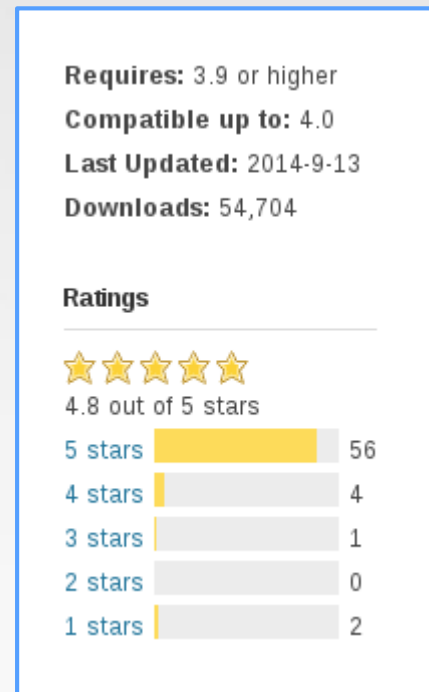 Requires: 3.9 or higher
Compatible up to: 4.0
Last Updated: 2014-9-13
Downloads: 54,704
Ratings
4.8 out of 5 stars
5 stars 56
4 stars 4
3 stars 1
2 stars 0
1 stars 2